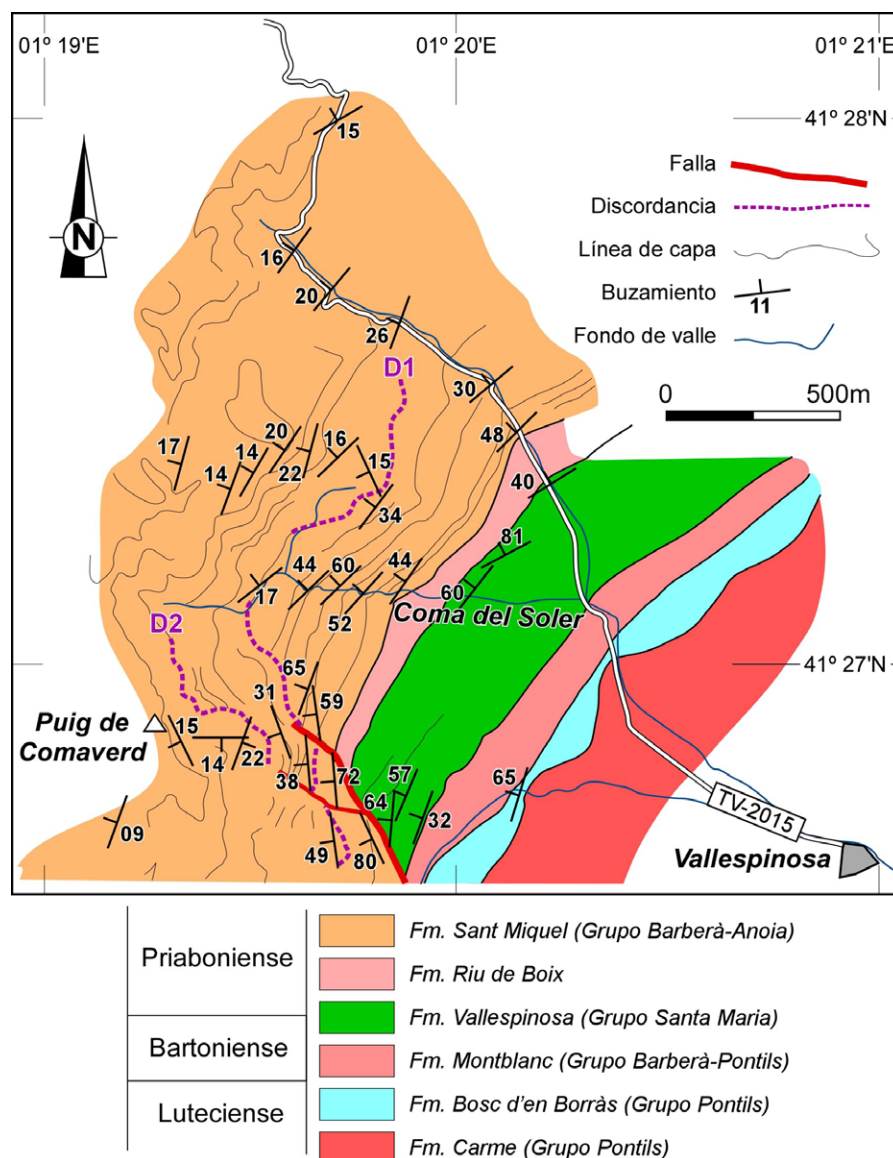 01º 19'E 01º 20'E 01º 21'E
41º 28'N
15
Falla
Discordancia
N
Línea de capa
16
Buzamiento
11
20
Fondo de valle
26
D1
0 500m
30
48
17
20
16
14
14
22
15
40
34
81
44
60
44
17
60
52
Coma del Soler
D2
65
41º 27'N
31
59
Puig de
Comaverd
15
14
22
38
72
57
65
64
32
09
49
80
TV-2015
Vallespinosa
Priaboniense
Fm. Sant Miquel (Grupo Barberà-Anoia)
Fm. Riu de Boix
Bartoniense
Fm. Vallespinosa (Grupo Santa Maria)
Fm. Montblanc (Grupo Barberà-Pontils)
Luteciense
Fm. Bosc d'en Borràs (Grupo Pontils)
Fm. Carme (Grupo Pontils)